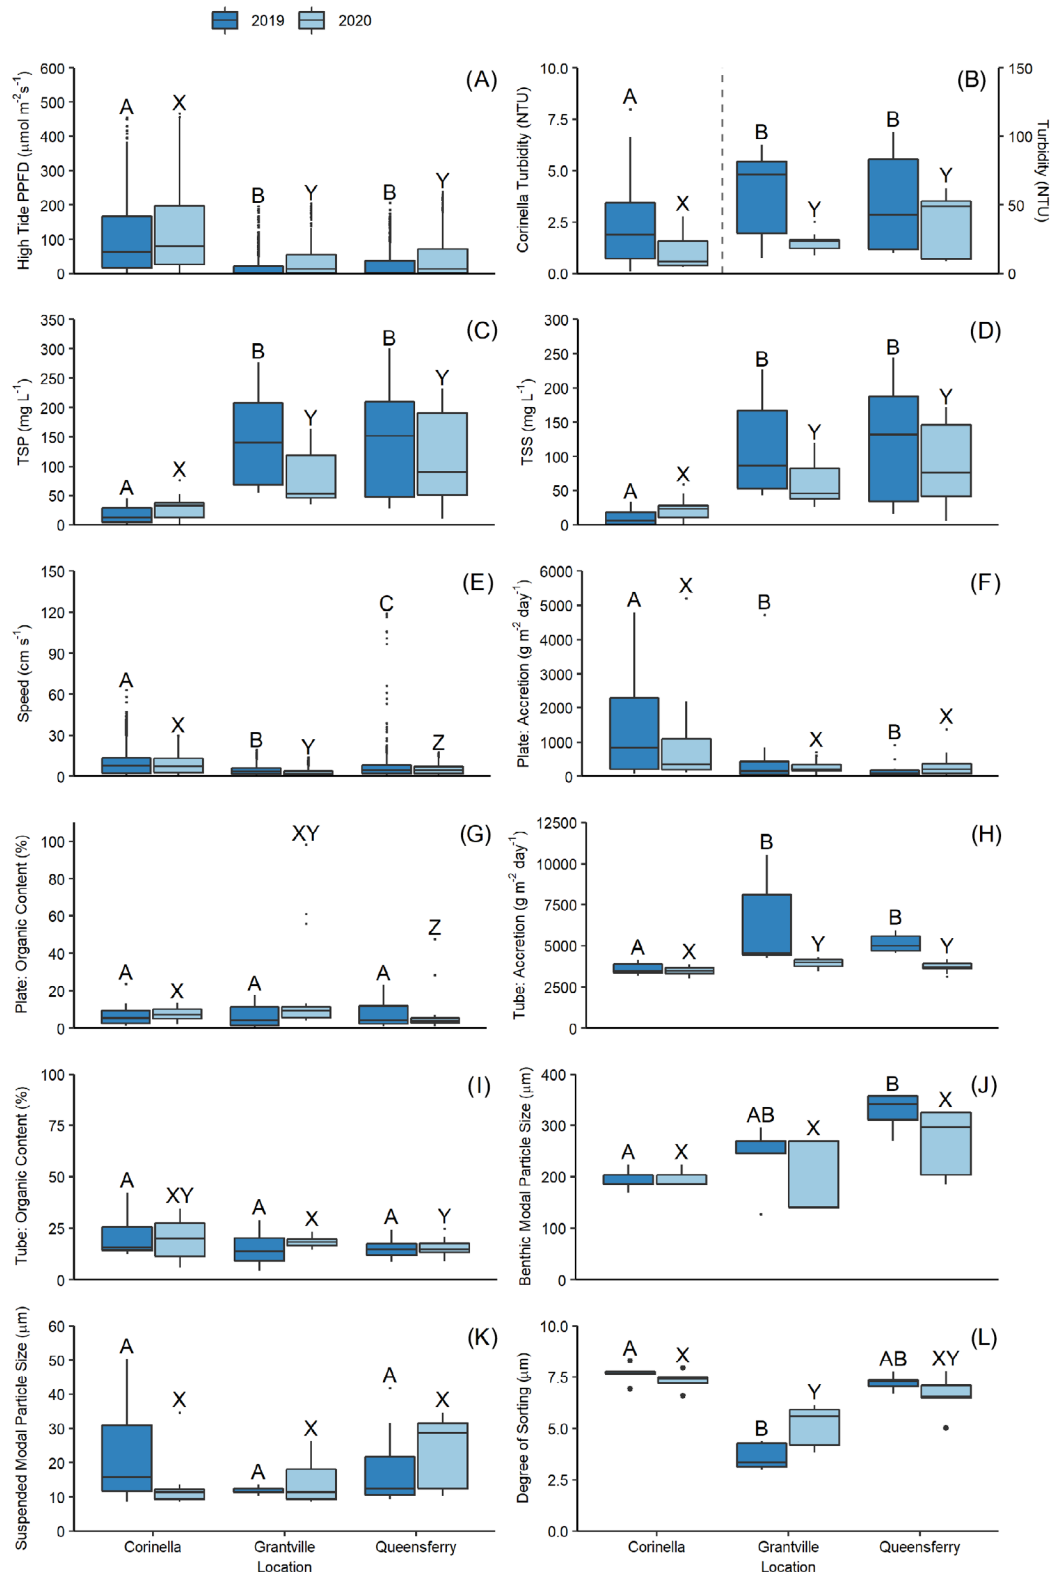 2019 2020
(A)
High Tide PPFD (μmol m⁻²s⁻¹)
600
500
400
300
200
100
0
A X B Y B Y
(B)
Corinella Turbidity (NTU)
10.0
7.5
5.0
2.5
0.0
A X B Y B Y
150
100
50
0
Turbidity (NTU)
(C)
TSP (mg L⁻¹)
350
300
250
200
150
100
50
0
A X B Y B Y
(D)
TSS (mg L⁻¹)
300
250
200
150
100
50
0
A X B Y B Y
(E)
Speed (cm s⁻¹)
150
120
90
60
30
0
A X B Y C Z
(F)
Plate: Accretion (g m⁻² day⁻¹)
6000
5000
4000
3000
2000
1000
0
A X B X B X
(G)
Plate: Organic Content (%)
100
80
60
40
20
0
A X A XY A Z
(H)
Tube: Accretion (g m⁻² day⁻¹)
12500
10000
7500
5000
2500
0
A X B Y B Y
(I)
Tube: Organic Content (%)
100
75
50
25
0
A XY A X A Y
(J)
Benthic Modal Particle Size (μm)
400
300
200
100
0
A X AB X B X
(K)
Suspended Modal Particle Size (μm)
60
50
40
30
20
10
0
A X A X A X
Corinella Grantville Queensferry
Location
(L)
Degree of Sorting (μm)
10.0
7.5
5.0
2.5
0.0
A X B Y AB XY
Corinella Grantville Queensferry
Location